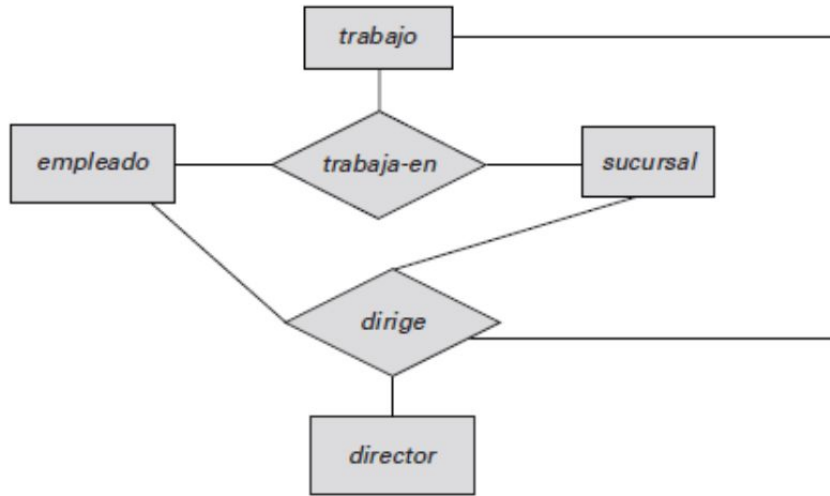 trabajo
empleado
trabaja-en
sucursal
dirige
director